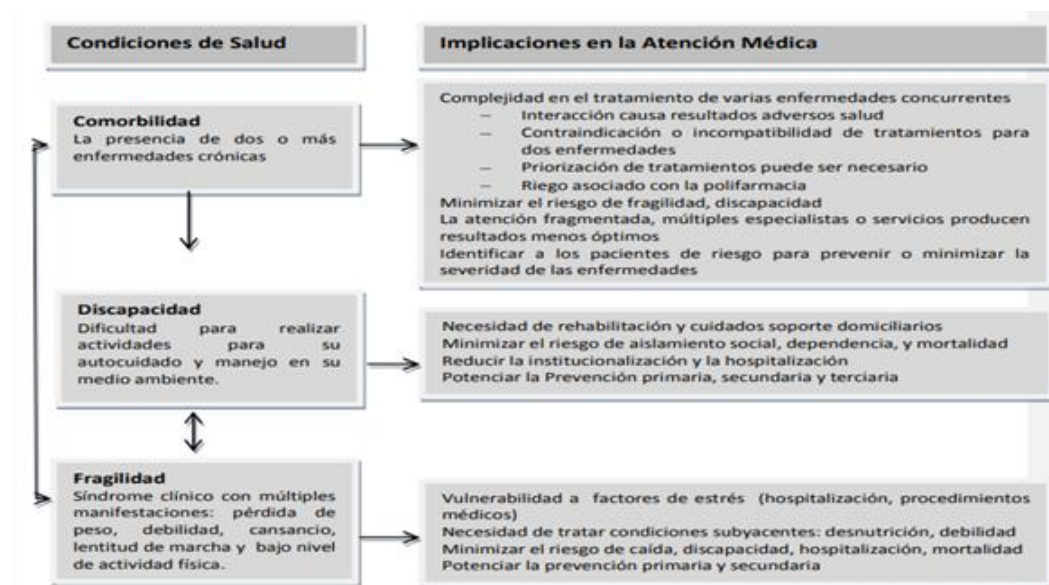 Condiciones de Salud
Implicaciones en la Atención Médica
Comorbilidad
La presencia de dos o más
enfermedades crónicas
Complejidad en el tratamiento de varias enfermedades concurrentes
– Interacción causa resultados adversos salud
– Contraindicación o incompatibilidad de tratamientos para
dos enfermedades
– Priorización de tratamientos puede ser necesario
– Riego asociado con la polifarmacia
Minimizar el riesgo de fragilidad, discapacidad
La atención fragmentada, múltiples especialistas o servicios producen
resultados menos óptimos
Identificar a los pacientes de riesgo para prevenir o minimizar la
severidad de las enfermedades
Discapacidad
Dificultad para realizar
actividades para su
autocuidado y manejo en su
medio ambiente.
Necesidad de rehabilitación y cuidados soporte domiciliarios
Minimizar el riesgo de aislamiento social, dependencia, y mortalidad
Reducir la institucionalización y la hospitalización
Potenciar la Prevención primaria, secundaria y terciaria
Fragilidad
Síndrome clínico con múltiples
manifestaciones: pérdida de
peso, debilidad, cansancio,
lentitud de marcha y bajo nivel
de actividad física.
Vulnerabilidad a factores de estrés (hospitalización, procedimientos
médicos)
Necesidad de tratar condiciones subyacentes: desnutrición, debilidad
Minimizar el riesgo de caída, discapacidad, hospitalización, mortalidad
Potenciar la prevención primaria y secundaria